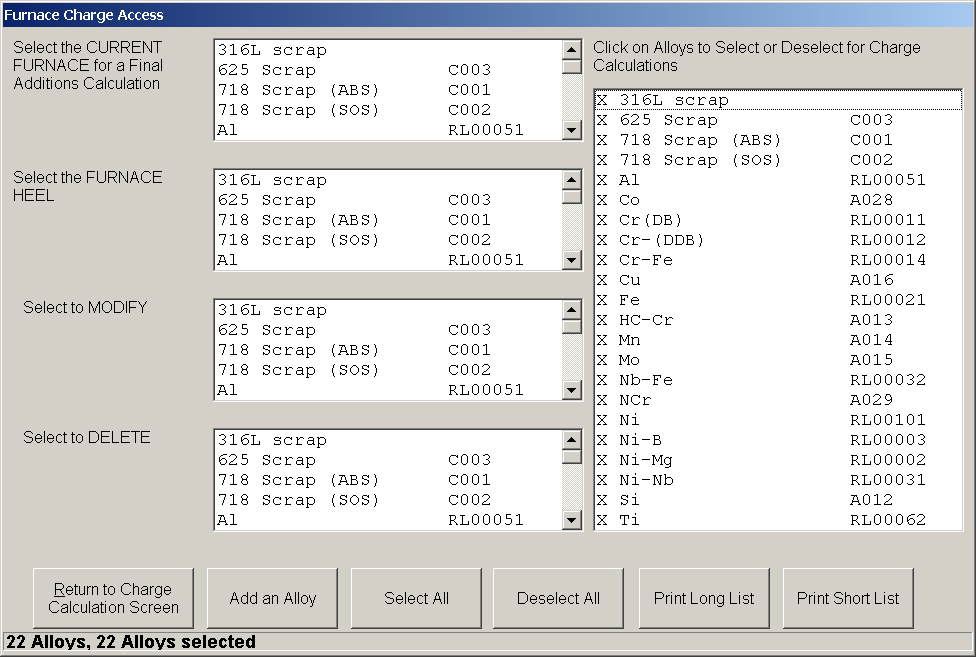 Furnace Charge Access
Select the CURRENT
FURNACE for a Final
Additions Calculation
316L scrap
625 Scrap C003
718 Scrap (ABS) C001
718 Scrap (SOS) C002
Al RL00051
Select the FURNACE
HEEL
316L scrap
625 Scrap C003
718 Scrap (ABS) C001
718 Scrap (SOS) C002
Al RL00051
Select to MODIFY
316L scrap
625 Scrap C003
718 Scrap (ABS) C001
718 Scrap (SOS) C002
Al RL00051
Select to DELETE
316L scrap
625 Scrap C003
718 Scrap (ABS) C001
718 Scrap (SOS) C002
Al RL00051
Click on Alloys to Select or Deselect for Charge
Calculations
X 316L scrap
X 625 Scrap C003
X 718 Scrap (ABS) C001
X 718 Scrap (SOS) C002
X Al RL00051
X Co A028
X Cr(DB) RL00011
X Cr-(DDB) RL00012
X Cr-Fe RL00014
X Cu A016
X Fe RL00021
X HC-Cr A013
X Mn A014
X Mo A015
X Nb-Fe RL00032
X NCr A029
X Ni RL00101
X Ni-B RL00003
X Ni-Mg RL00002
X Ni-Nb RL00031
X Si A012
X Ti RL00062
Return to Charge
Calculation Screen
Add an Alloy
Select All
Deselect All
Print Long List
Print Short List
22 Alloys, 22 Alloys selected